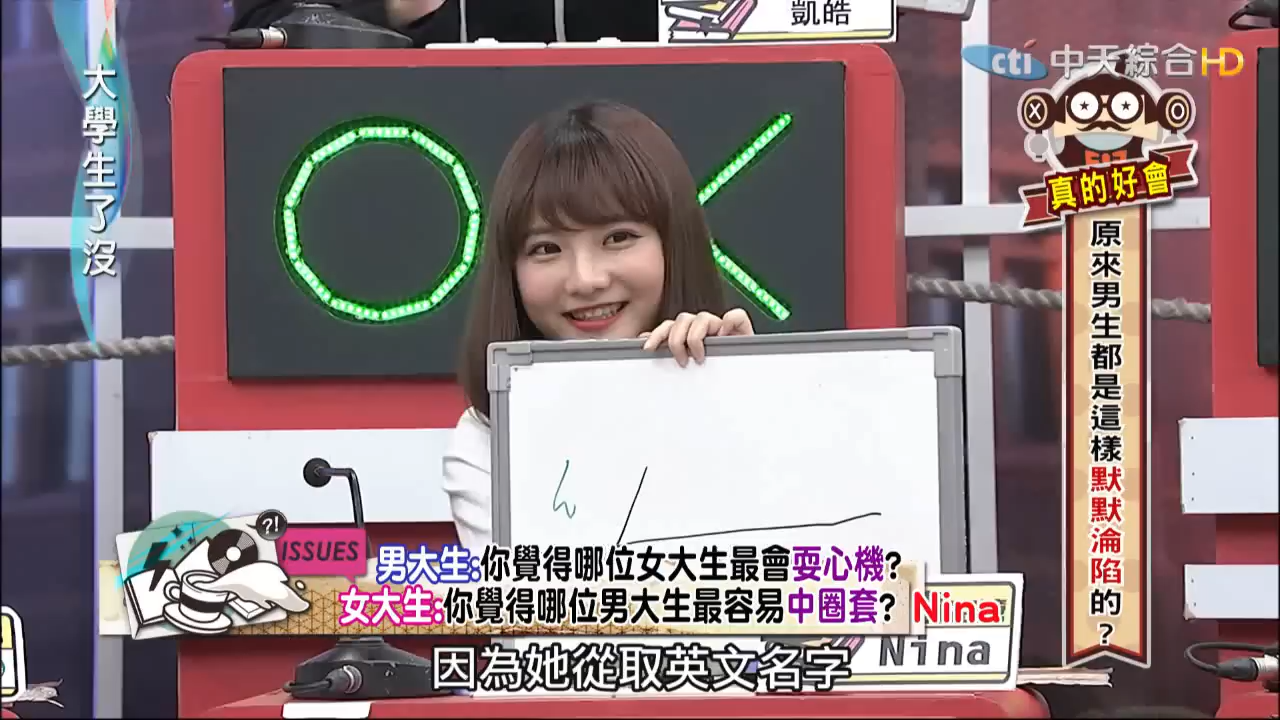 凱皓
cti 中天綜合HD
大學生了沒
OK
X O
真的好會
原來男生都是這樣默默淪陷的?
?!
ISSUES
男大生:你覺得哪位女大生最會耍心機?
女大生:你覺得哪位男大生最容易中圈套?
Nina
Nina
因為她從取英文名字